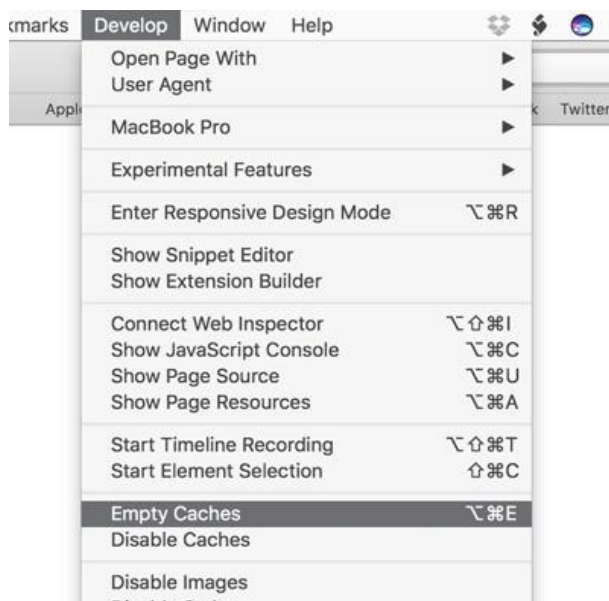 kmarks Develop Window Help
Open Page With ▶
User Agent ▶
Apple k Twitter
MacBook Pro ▶
Experimental Features ▶
Enter Responsive Design Mode ⌥⌘R
Show Snippet Editor
Show Extension Builder
Connect Web Inspector ⌥⇧⌘I
Show JavaScript Console ⌥⌘C
Show Page Source ⌥⌘U
Show Page Resources ⌥⌘A
Start Timeline Recording ⌥⇧⌘T
Start Element Selection ⇧⌘C
Empty Caches ⌥⌘E
Disable Caches
Disable Images